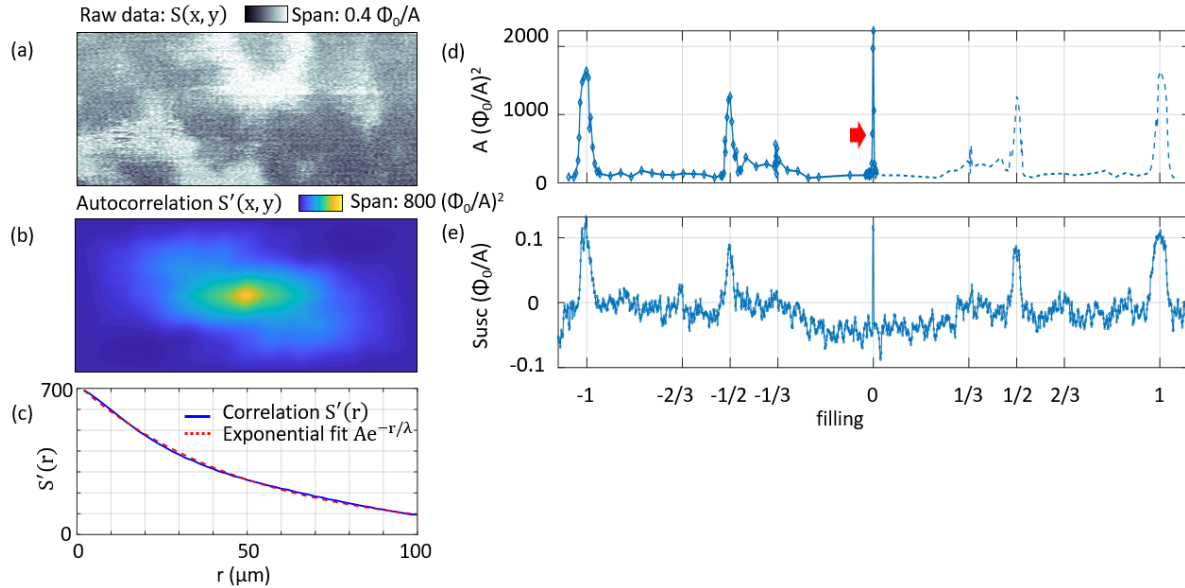 Raw data: S(x, y) Span: 0.4 Φ₀/A
(a)
Autocorrelation S′(x, y) Span: 800 (Φ₀/A)²
(b)
(c)
700
0
S′(r)
Correlation S′(r)
Exponential fit Ae⁻ʳ/λ
0 50 100
r (μm)
(d)
2000
1000
0
A (Φ₀/A)²
(e)
0.1
0
-0.1
Susc (Φ₀/A)
-1 -2/3 -1/2 -1/3 0 1/3 1/2 2/3 1
filling